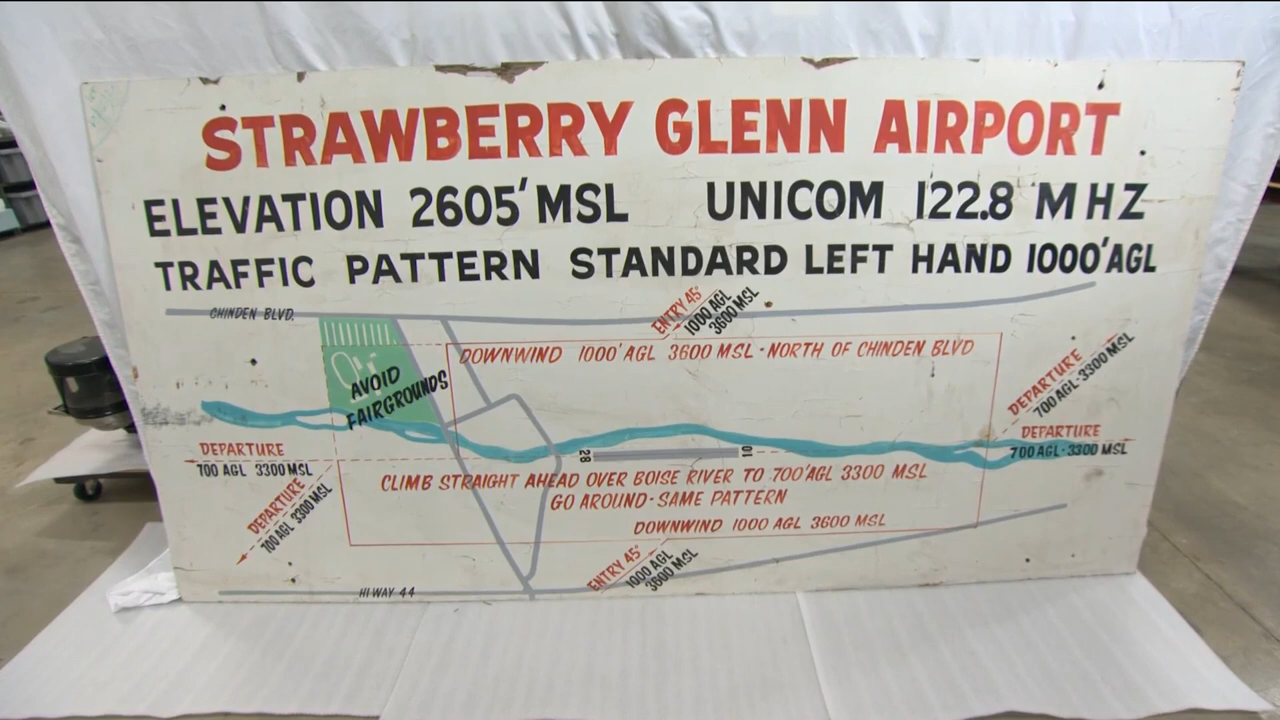 STRAWBERRY GLENN AIRPORT
ELEVATION 2605' MSL UNICOM 122.8 MHZ
TRAFFIC PATTERN STANDARD LEFT HAND 1000' AGL
CHINDEN BLVD.
ENTRY 45°
1000 AGL
3600 MSL
DOWNWIND 1000' AGL 3600 MSL · NORTH OF CHINDEN BLVD
AVOID
FAIRGROUNDS
DEPARTURE
700 AGL · 3300 MSL
DEPARTURE
700 AGL · 3300 MSL
DEPARTURE
700 AGL 3300 MSL
28
10
CLIMB STRAIGHT AHEAD OVER BOISE RIVER TO 700' AGL 3300 MSL
GO AROUND · SAME PATTERN
DOWNWIND 1000 AGL 3600 MSL
DEPARTURE
700 AGL 3300 MSL
ENTRY 45°
1000 AGL
3600 MSL
HIWAY 44